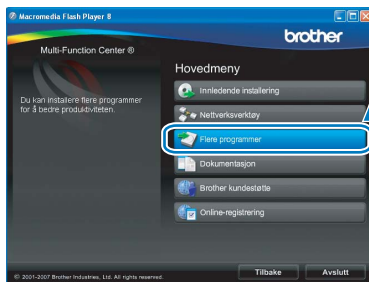 Macromedia Flash Player 8
brother
Multi-Function Center ®
Hovedmeny
Du kan installere flere programmer
for å bedre produktiviteten.
Innledende installering
Nettverksverktøy
Flere programmer
Dokumentasjon
Brother kundestøtte
Online-registrering
© 2001-2007 Brother Industries, Ltd. All rights reserved.
Tilbake
Avslutt